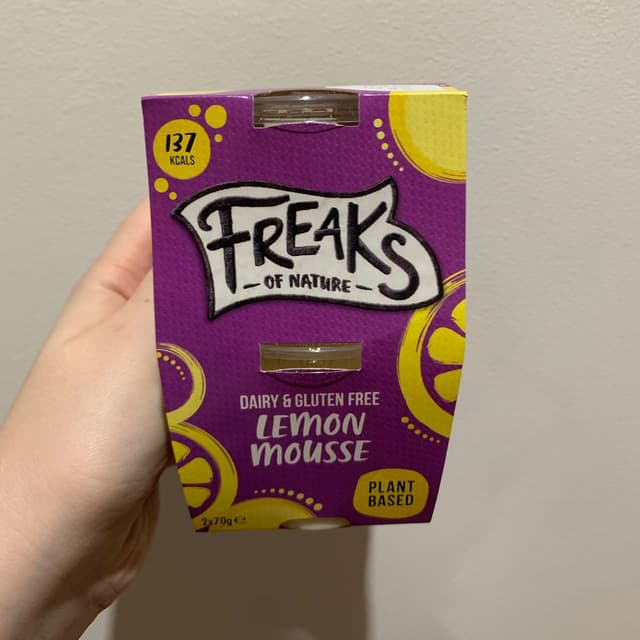 137
KCALS
FREAKS
- OF NATURE -
DAIRY & GLUTEN FREE
LEMON
MOUSSE
PLANT
BASED
2x70g ℮